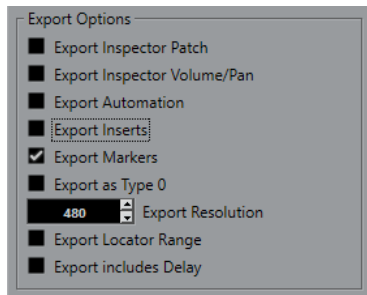 Export Options
Export Inspector Patch
Export Inspector Volume/Pan
Export Automation
Export Inserts
Export Markers
Export as Type 0
480 Export Resolution
Export Locator Range
Export includes Delay